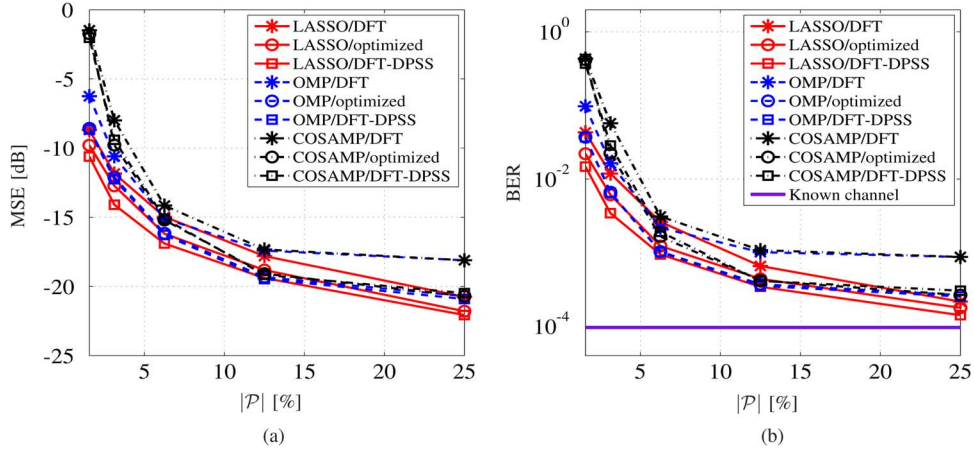 0
-5
-10
-15
-20
-25
MSE [dB]
5
10
15
20
25
|𝒫| [%]
LASSO/DFT
LASSO/optimized
LASSO/DFT-DPSS
OMP/DFT
OMP/optimized
OMP/DFT-DPSS
COSAMP/DFT
COSAMP/optimized
COSAMP/DFT-DPSS
(a)
10^0
10^-2
10^-4
BER
5
10
15
20
25
|𝒫| [%]
LASSO/DFT
LASSO/optimized
LASSO/DFT-DPSS
OMP/DFT
OMP/optimized
OMP/DFT-DPSS
COSAMP/DFT
COSAMP/optimized
COSAMP/DFT-DPSS
Known channel
(b)